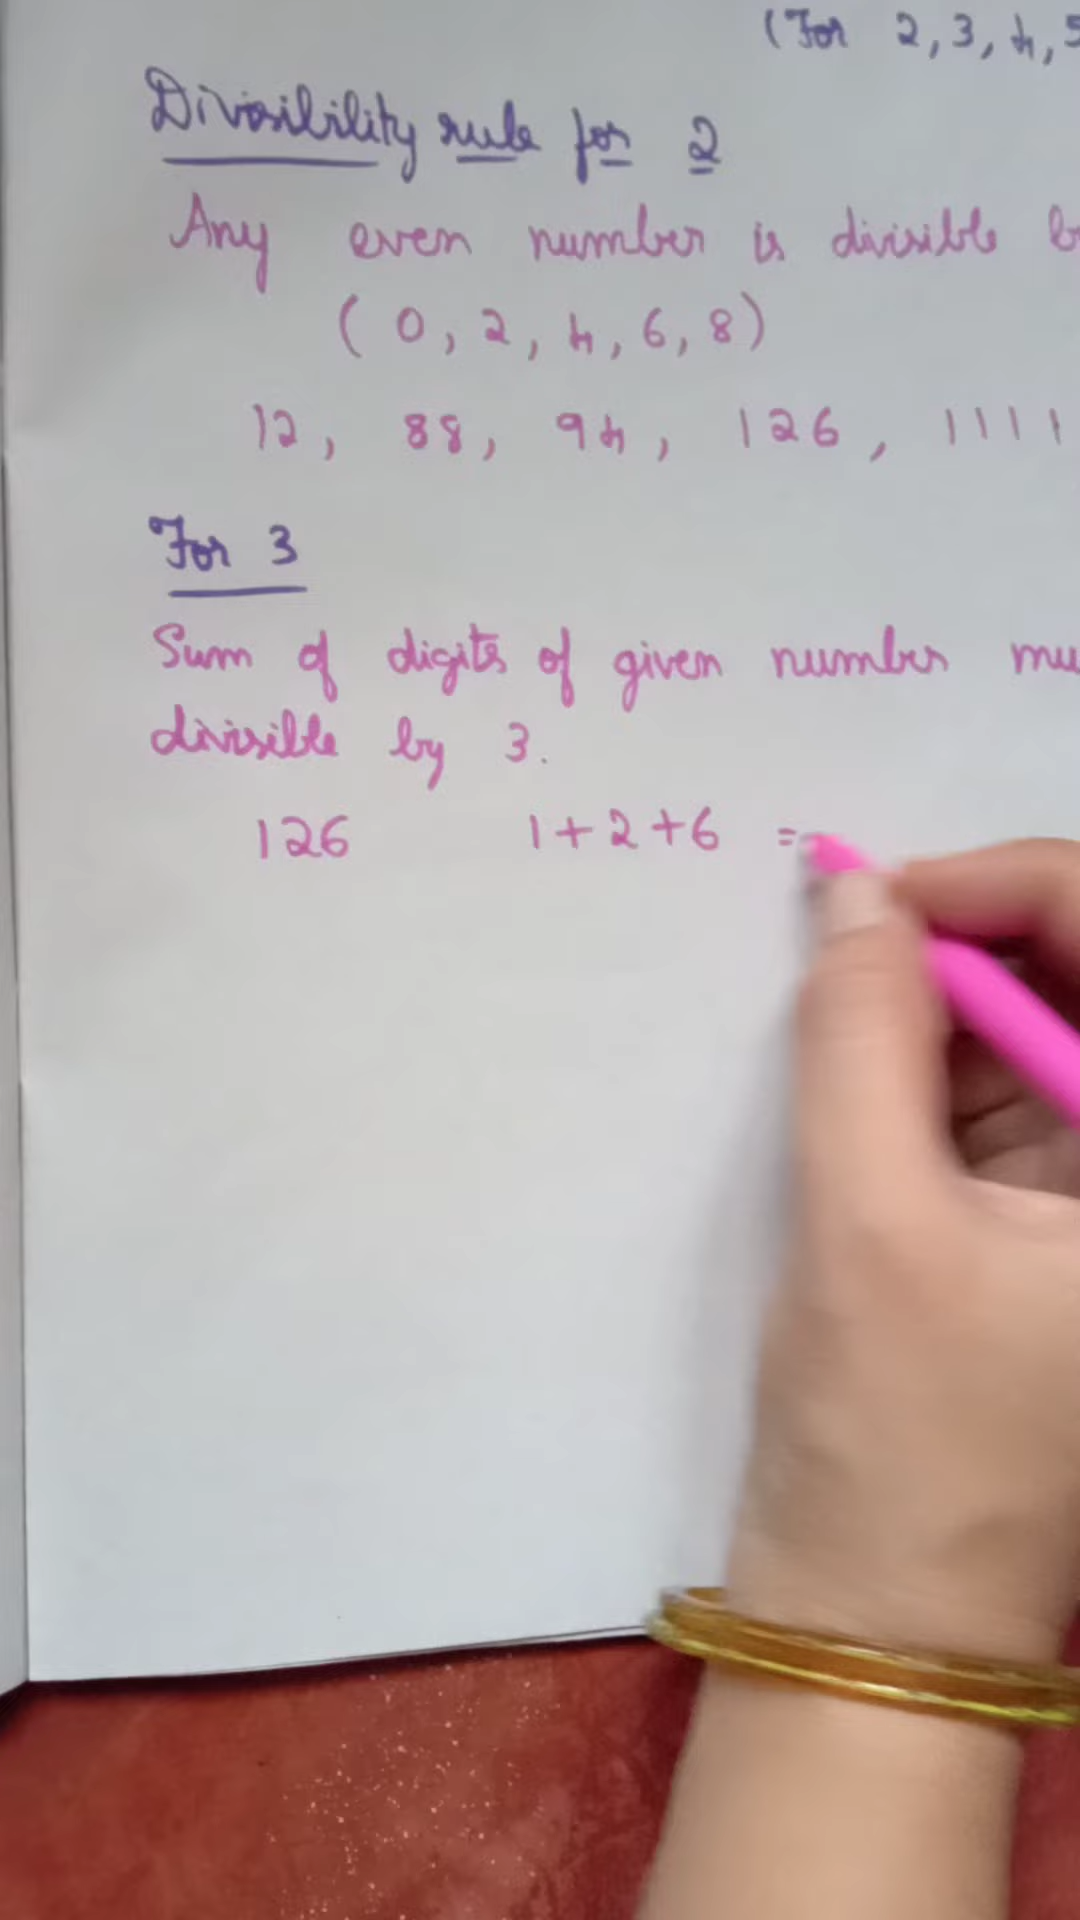 (For 2, 3, 4, 5
Divisibility rule for 2
Any even number is divisible b
( 0, 2, 4, 6, 8)
12, 88, 94, 126, 1111
For 3
Sum of digits of given number mu
divisible by 3.
126 1+2+6 =